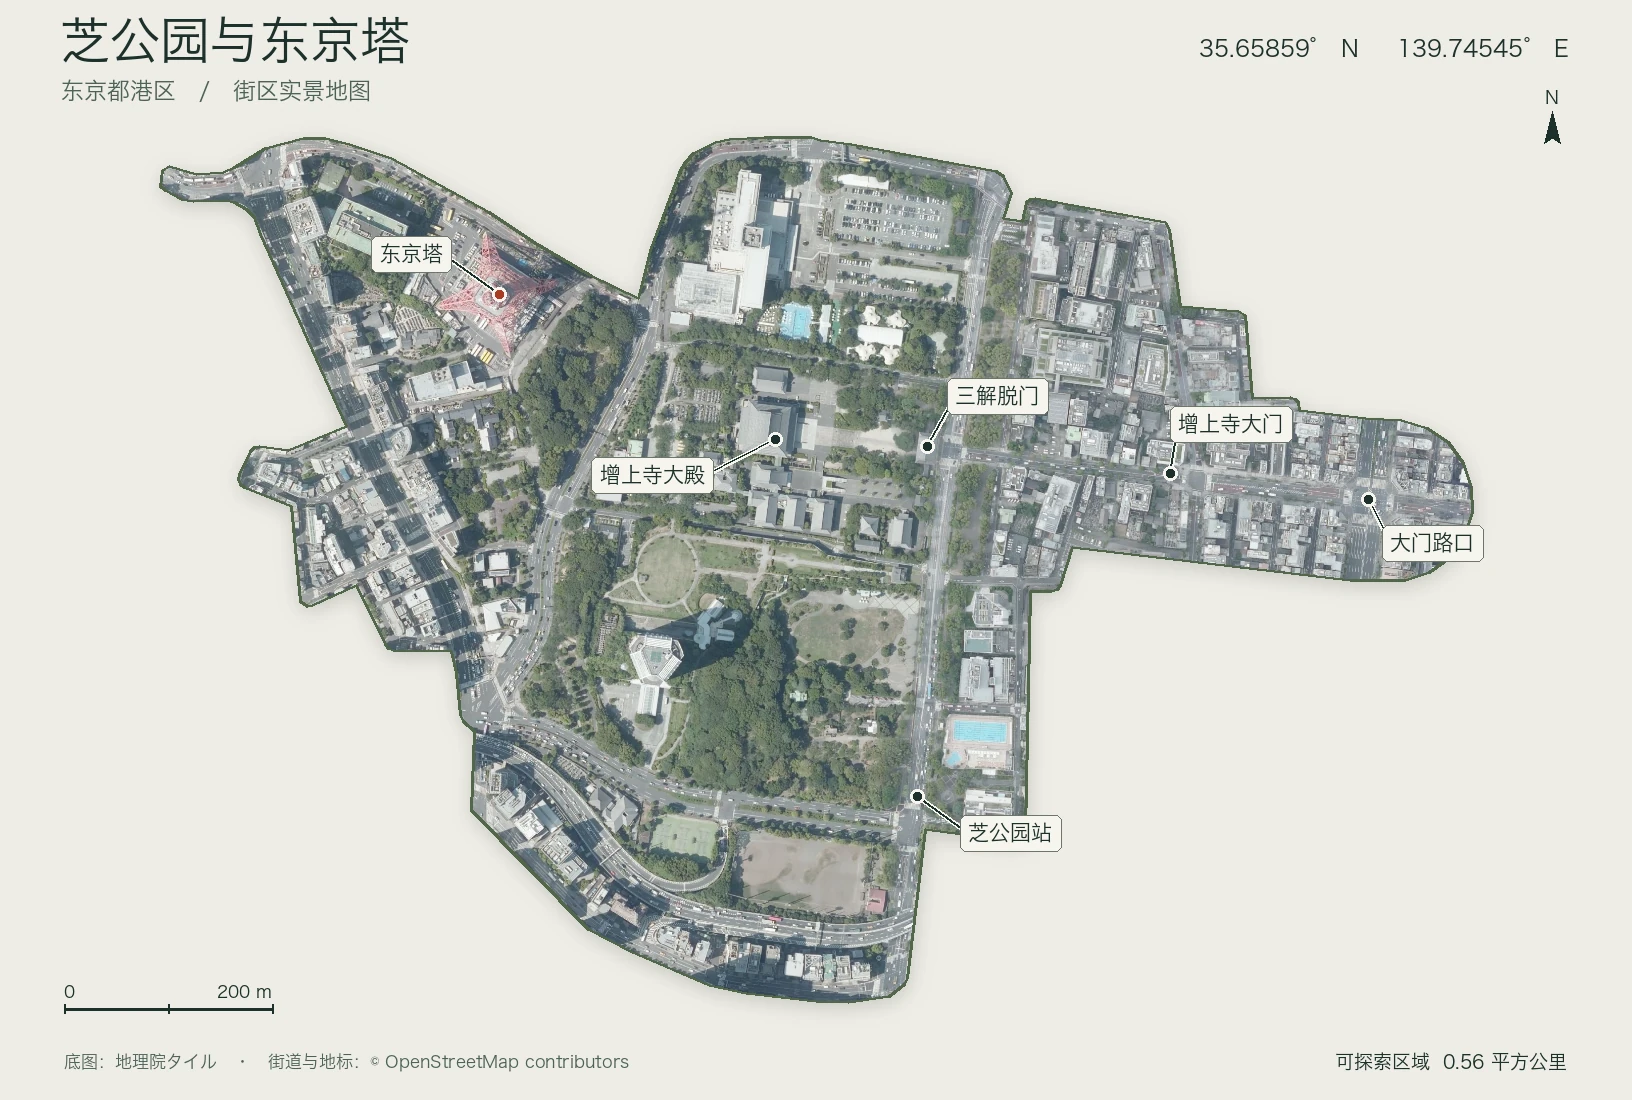 芝公园与东京塔
35.65859° N 139.74545° E
东京都港区 / 街区实景地图
N
东京塔
三解脱门
增上寺大门
增上寺大殿
大门路口
芝公园站
0 200 m
底图：地理院タイル · 街道与地标：© OpenStreetMap contributors
可探索区域 0.56 平方公里